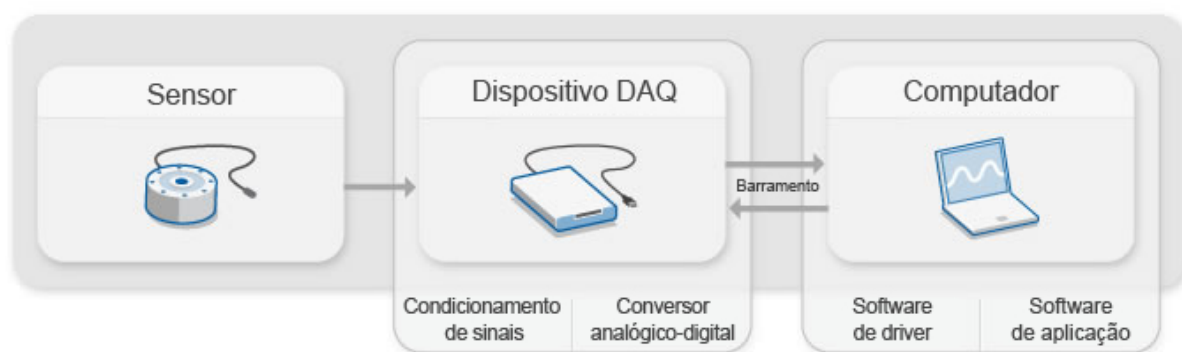 Sensor
Dispositivo DAQ
Computador
Barramento
Condicionamento
de sinais
Conversor
analógico-digital
Software
de driver
Software
de aplicação